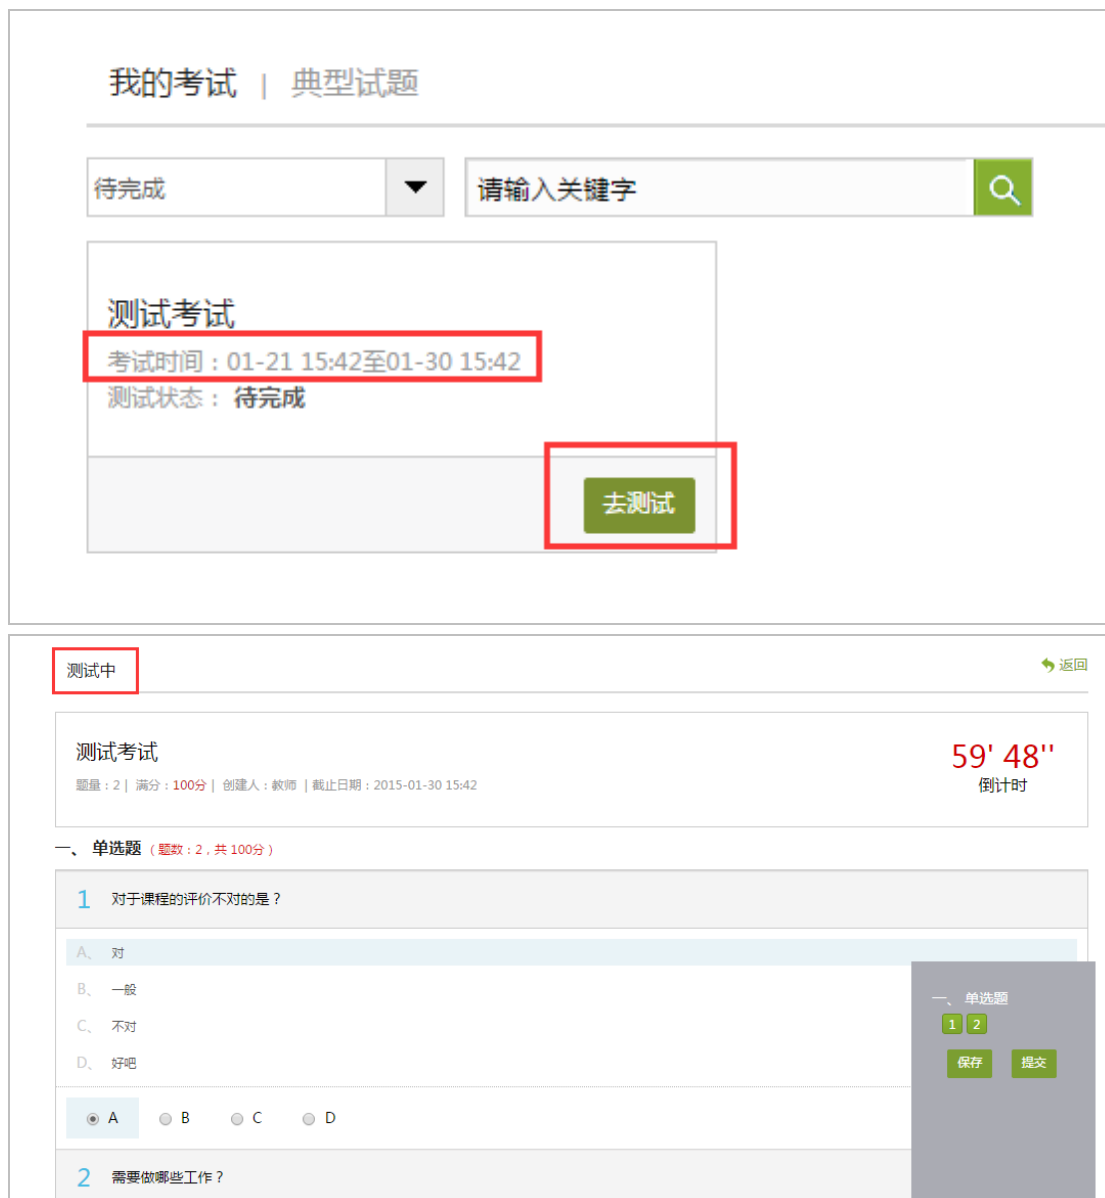 我的考试 | 典型试题
待完成
请输入关键字
测试考试
考试时间：01-21 15:42至01-30 15:42
测试状态： 待完成
去测试
测试中
返回
测试考试
59' 48''
题量：2 | 满分：100分 | 创建人：教师 | 截止日期：2015-01-30 15:42
倒计时
一、 单选题 （ 题数：2，共 100分 ）
1 对于课程的评价不对的是？
A、 对
B、 一般
C、 不对
D、 好吧
一、 单选题
1 2
保存 提交
A B C D
2 需要做哪些工作？